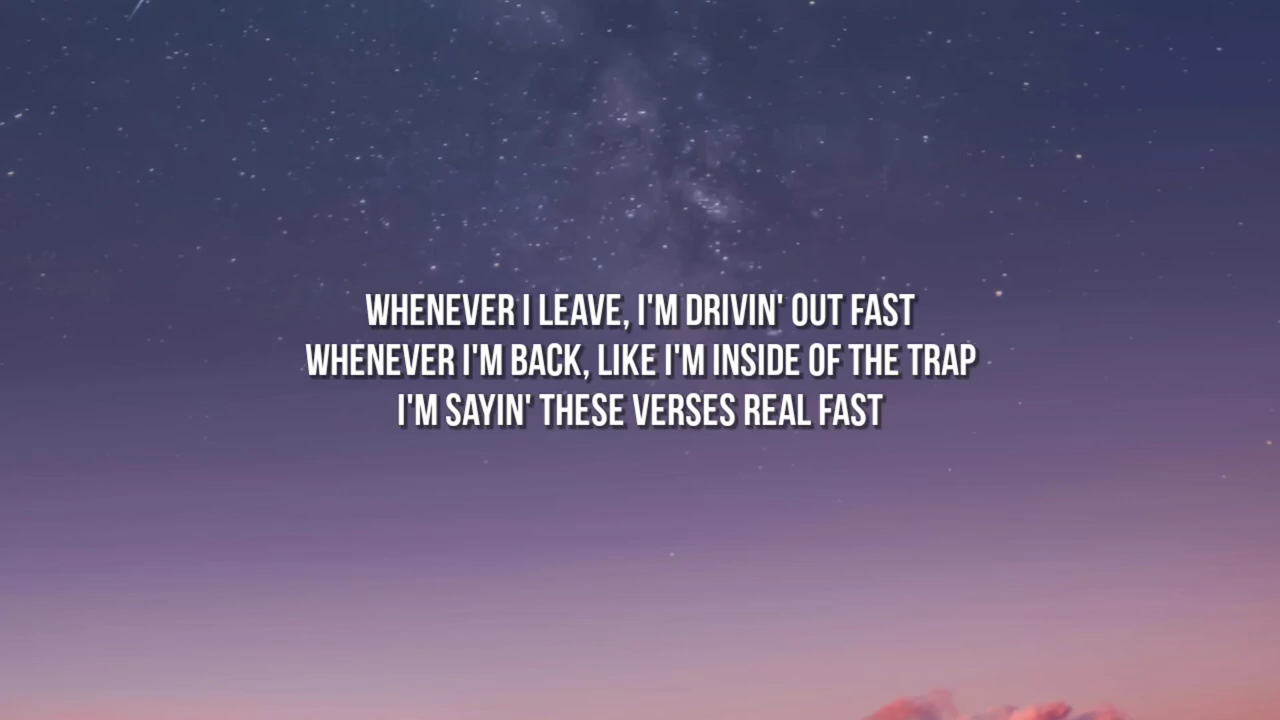 WHENEVER I LEAVE, I'M DRIVIN' OUT FAST
WHENEVER I'M BACK, LIKE I'M INSIDE OF THE TRAP
I'M SAYIN' THESE VERSES REAL FAST